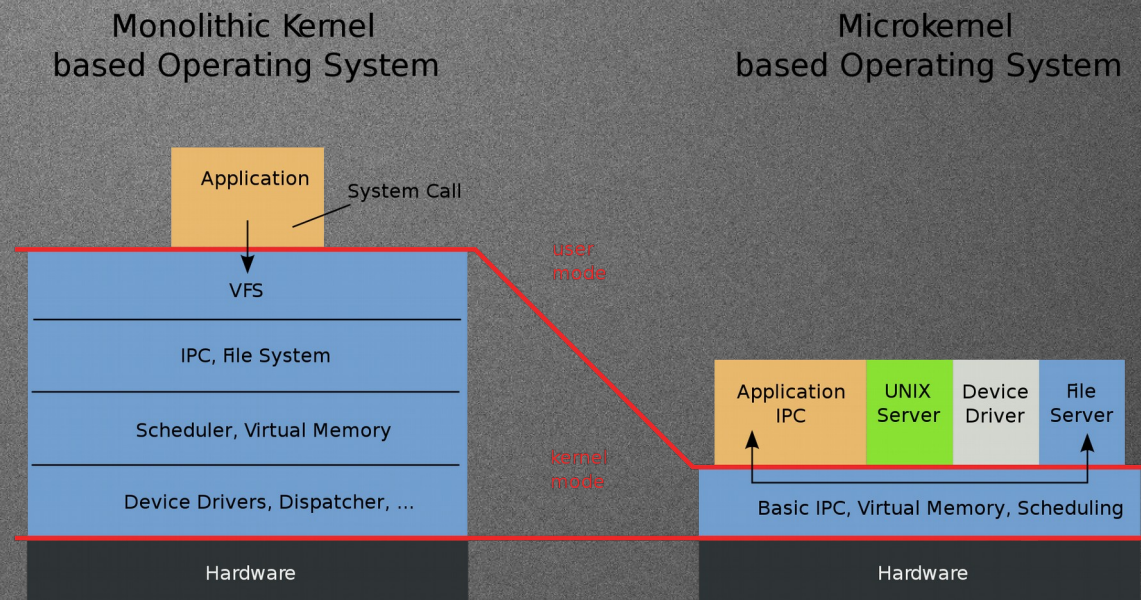 Monolithic Kernel
based Operating System
Microkernel
based Operating System
Application
System Call
user
mode
VFS
IPC, File System
Scheduler, Virtual Memory
Device Drivers, Dispatcher, ...
Hardware
kernel
mode
Application
IPC
UNIX
Server
Device
Driver
File
Server
Basic IPC, Virtual Memory, Scheduling
Hardware